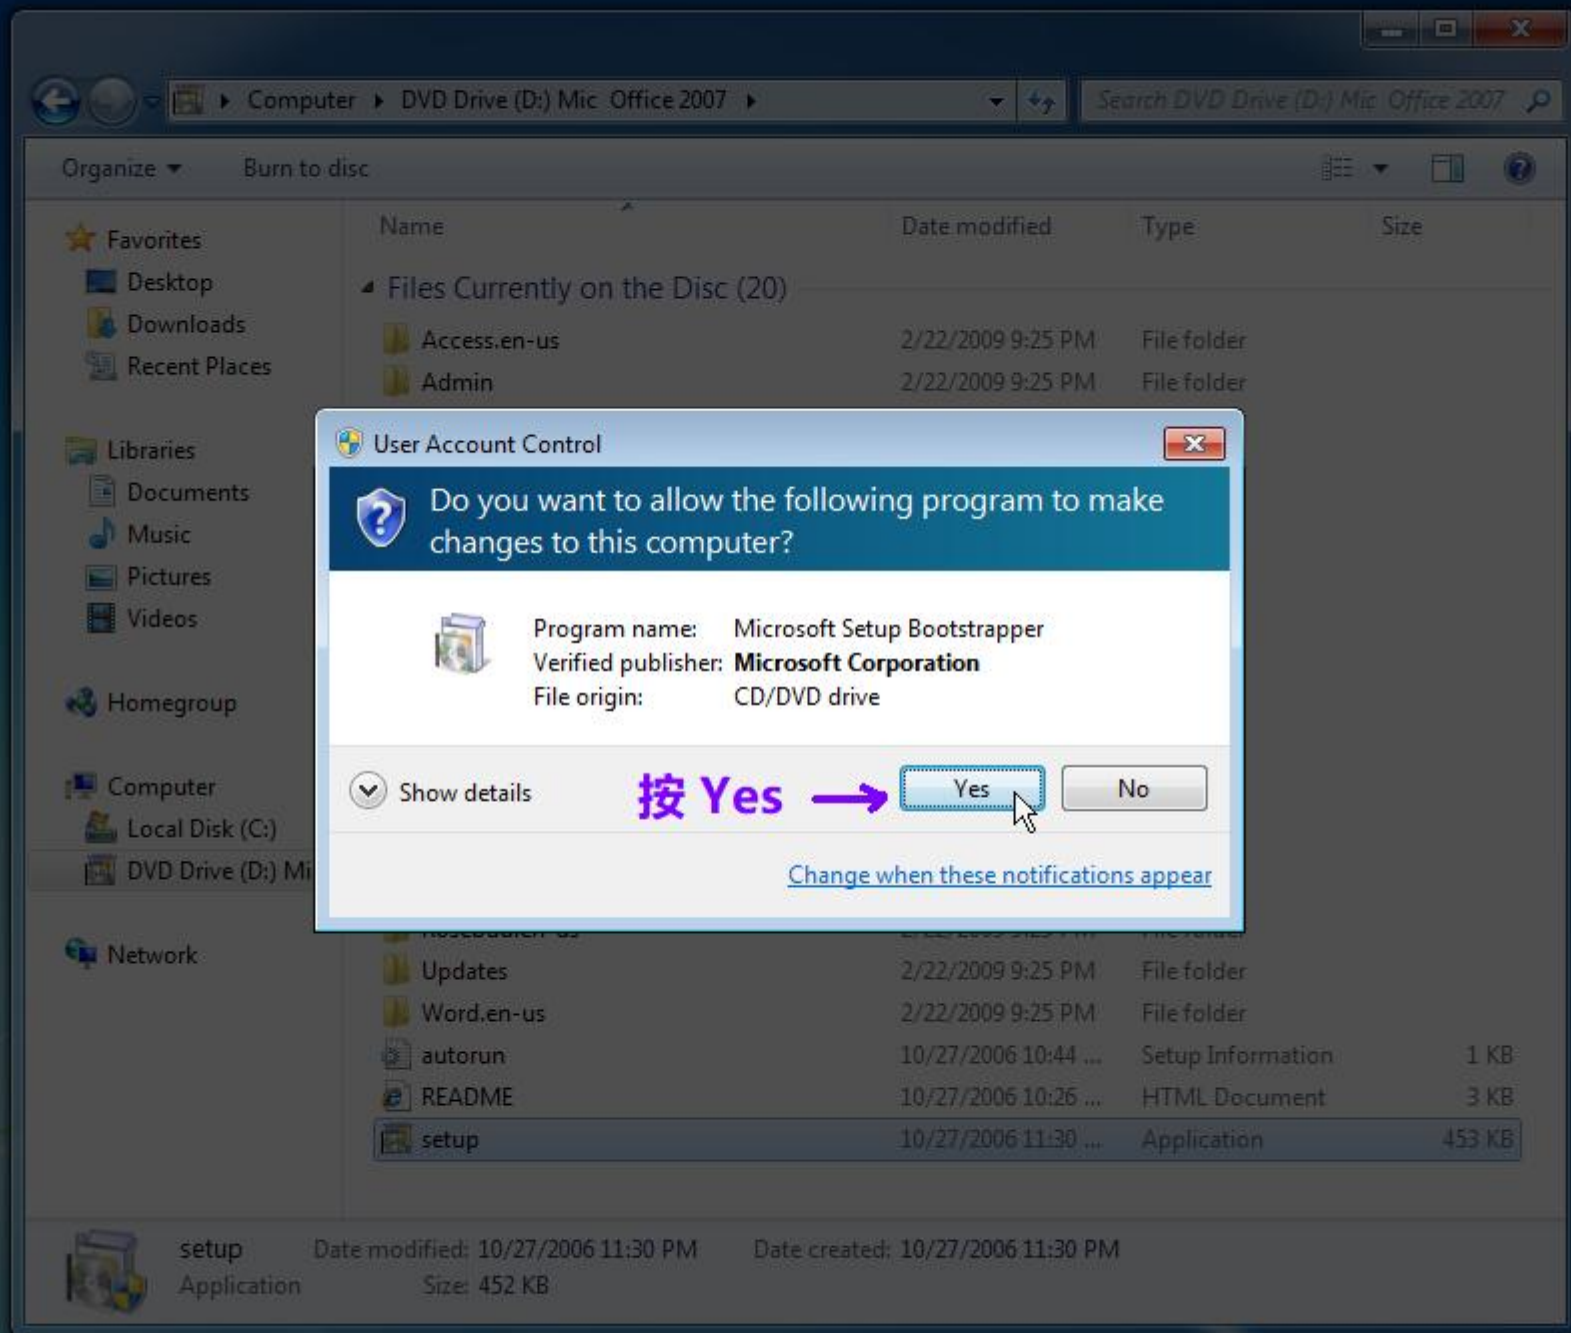 Computer ▸ DVD Drive (D:) Mic Office 2007 ▸
Search DVD Drive (D:) Mic Office 2007
Organize Burn to disc
Name Date modified Type Size
Favorites
Desktop
Downloads
Recent Places
Libraries
Documents
Music
Pictures
Videos
Homegroup
Computer
Local Disk (C:)
DVD Drive (D:) Mi
Network
Files Currently on the Disc (20)
Access.en-us 2/22/2009 9:25 PM File folder
Admin 2/22/2009 9:25 PM File folder
User Account Control
Do you want to allow the following program to make
changes to this computer?
Program name: Microsoft Setup Bootstrapper
Verified publisher: Microsoft Corporation
File origin: CD/DVD drive
Show details 按 Yes → Yes No
Change when these notifications appear
Updates 2/22/2009 9:25 PM File folder
Word.en-us 2/22/2009 9:25 PM File folder
autorun 10/27/2006 10:44 ... Setup Information 1 KB
README 10/27/2006 10:26 ... HTML Document 3 KB
setup 10/27/2006 11:30 ... Application 453 KB
setup Date modified: 10/27/2006 11:30 PM Date created: 10/27/2006 11:30 PM
Application Size: 452 KB